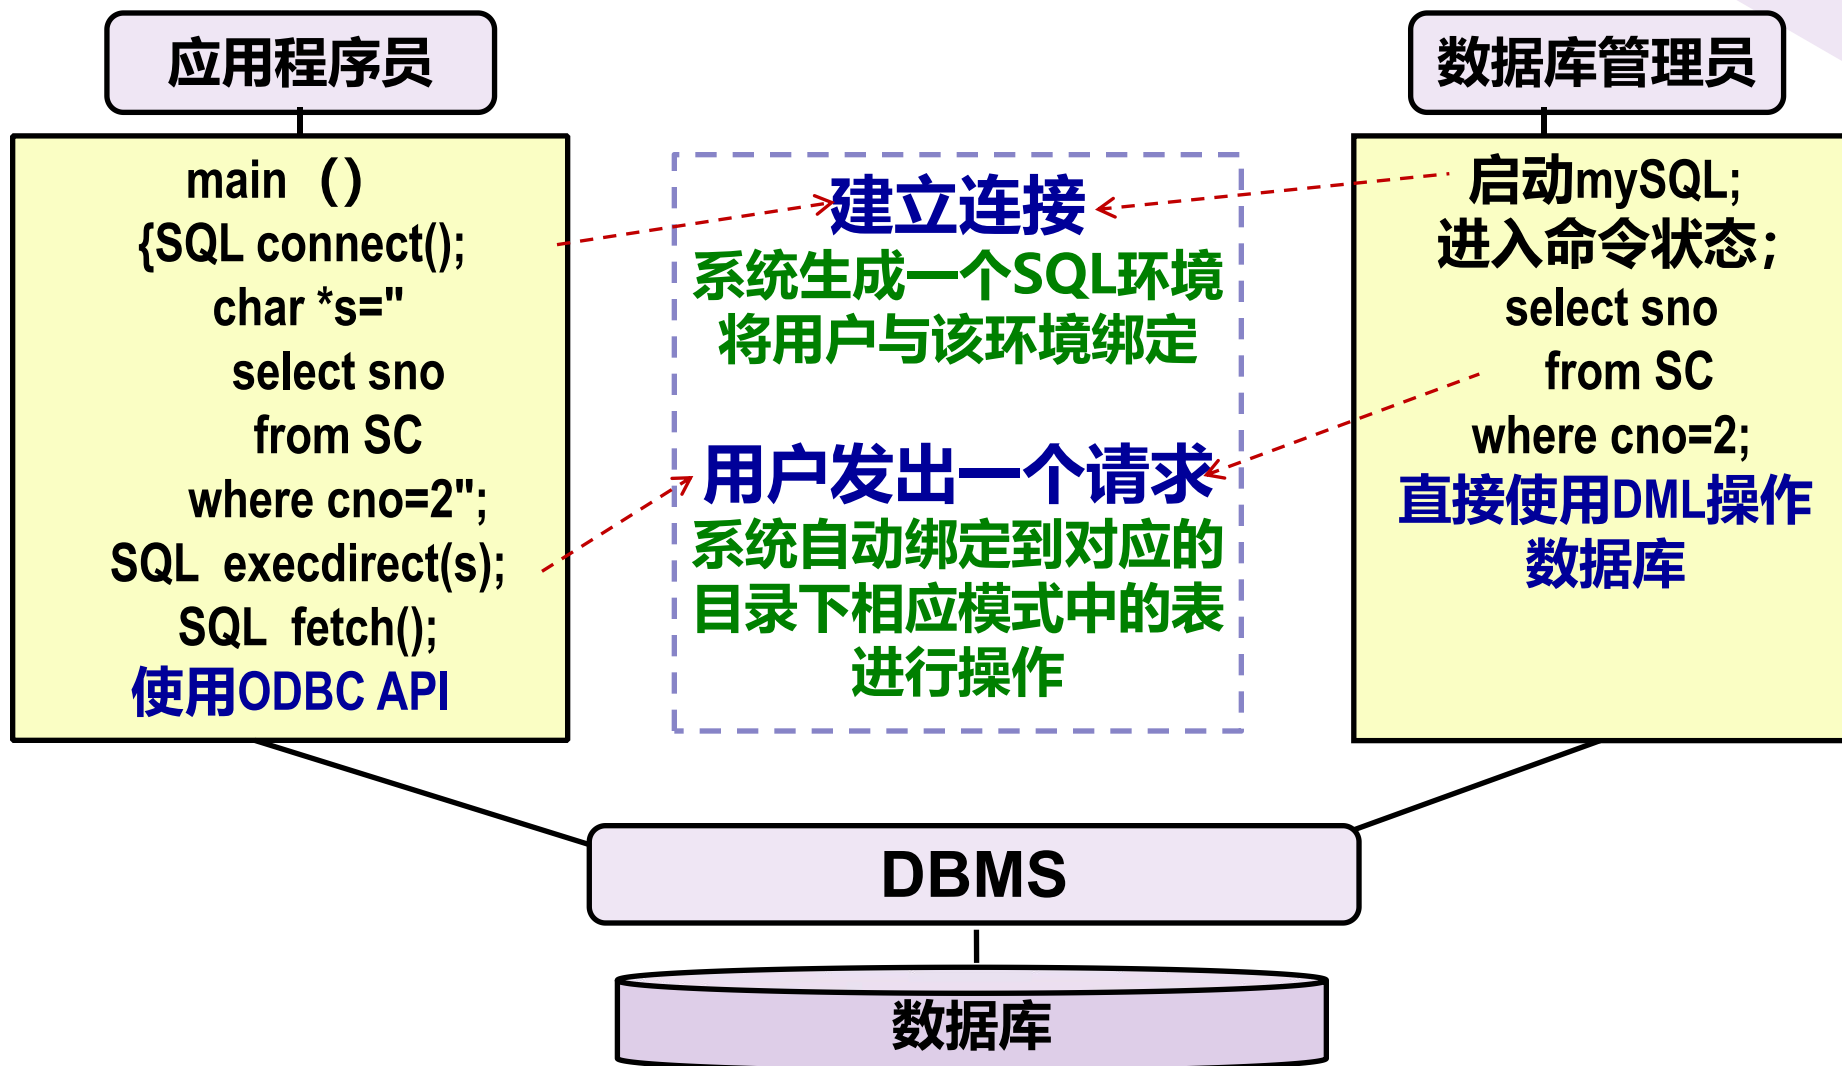 应用程序员
main（）
{SQL connect();
char *s="
select sno
from SC
where cno=2";
SQL execdirect(s);
SQL fetch();
使用ODBC API
建立连接
系统生成一个SQL环境
将用户与该环境绑定
用户发出一个请求
系统自动绑定到对应的
目录下相应模式中的表
进行操作
数据库管理员
启动mySQL;
进入命令状态;
select sno
from SC
where cno=2;
直接使用DML操作
数据库
DBMS
数据库